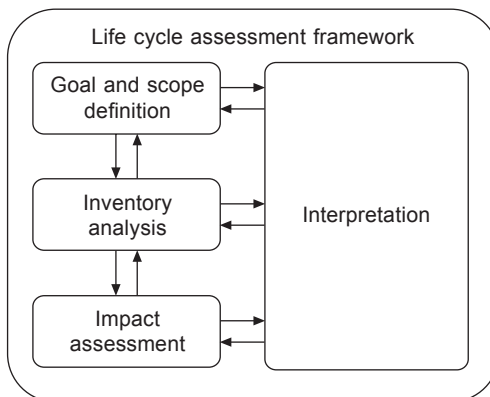 Life cycle assessment framework
Goal and scope
definition
Inventory
analysis
Impact
assessment
Interpretation